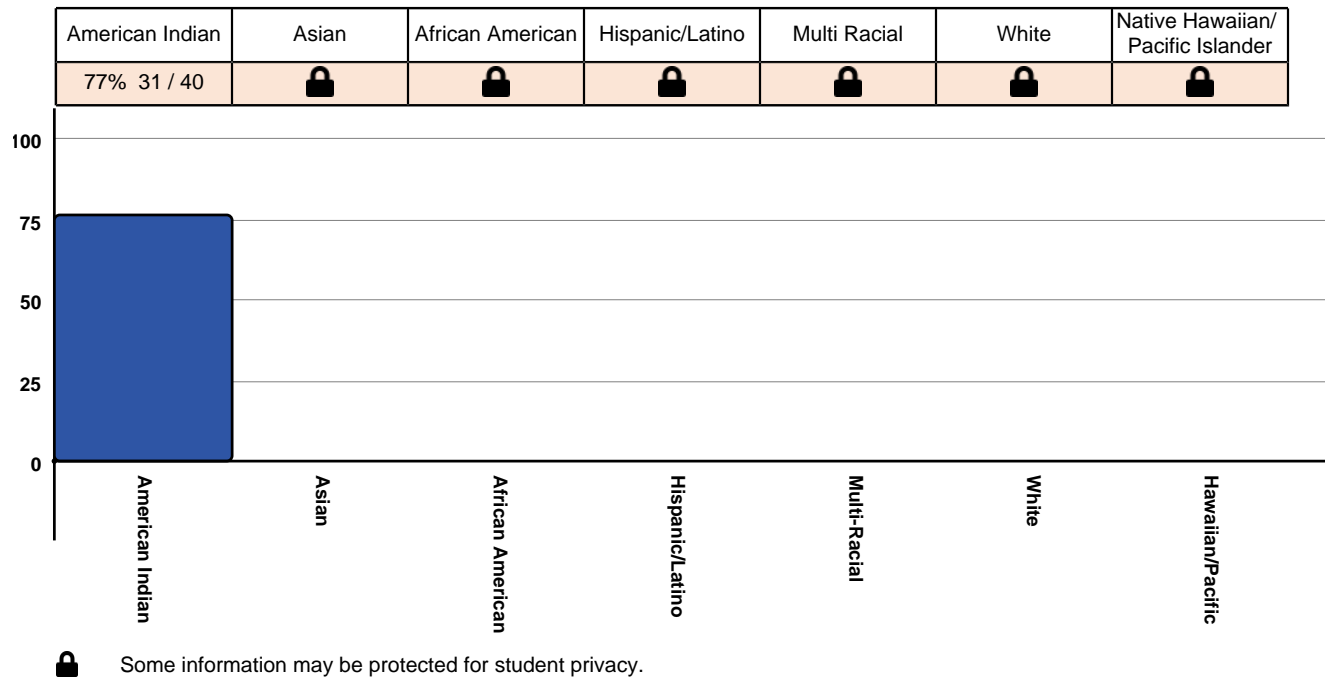 American Indian Asian African American Hispanic/Latino Multi Racial White Native Hawaiian/
Pacific Islander
77% 31 / 40
100
75
50
25
0
American Indian
Asian
African American
Hispanic/Latino
Multi-Racial
White
Hawaiian/Pacific
Some information may be protected for student privacy.